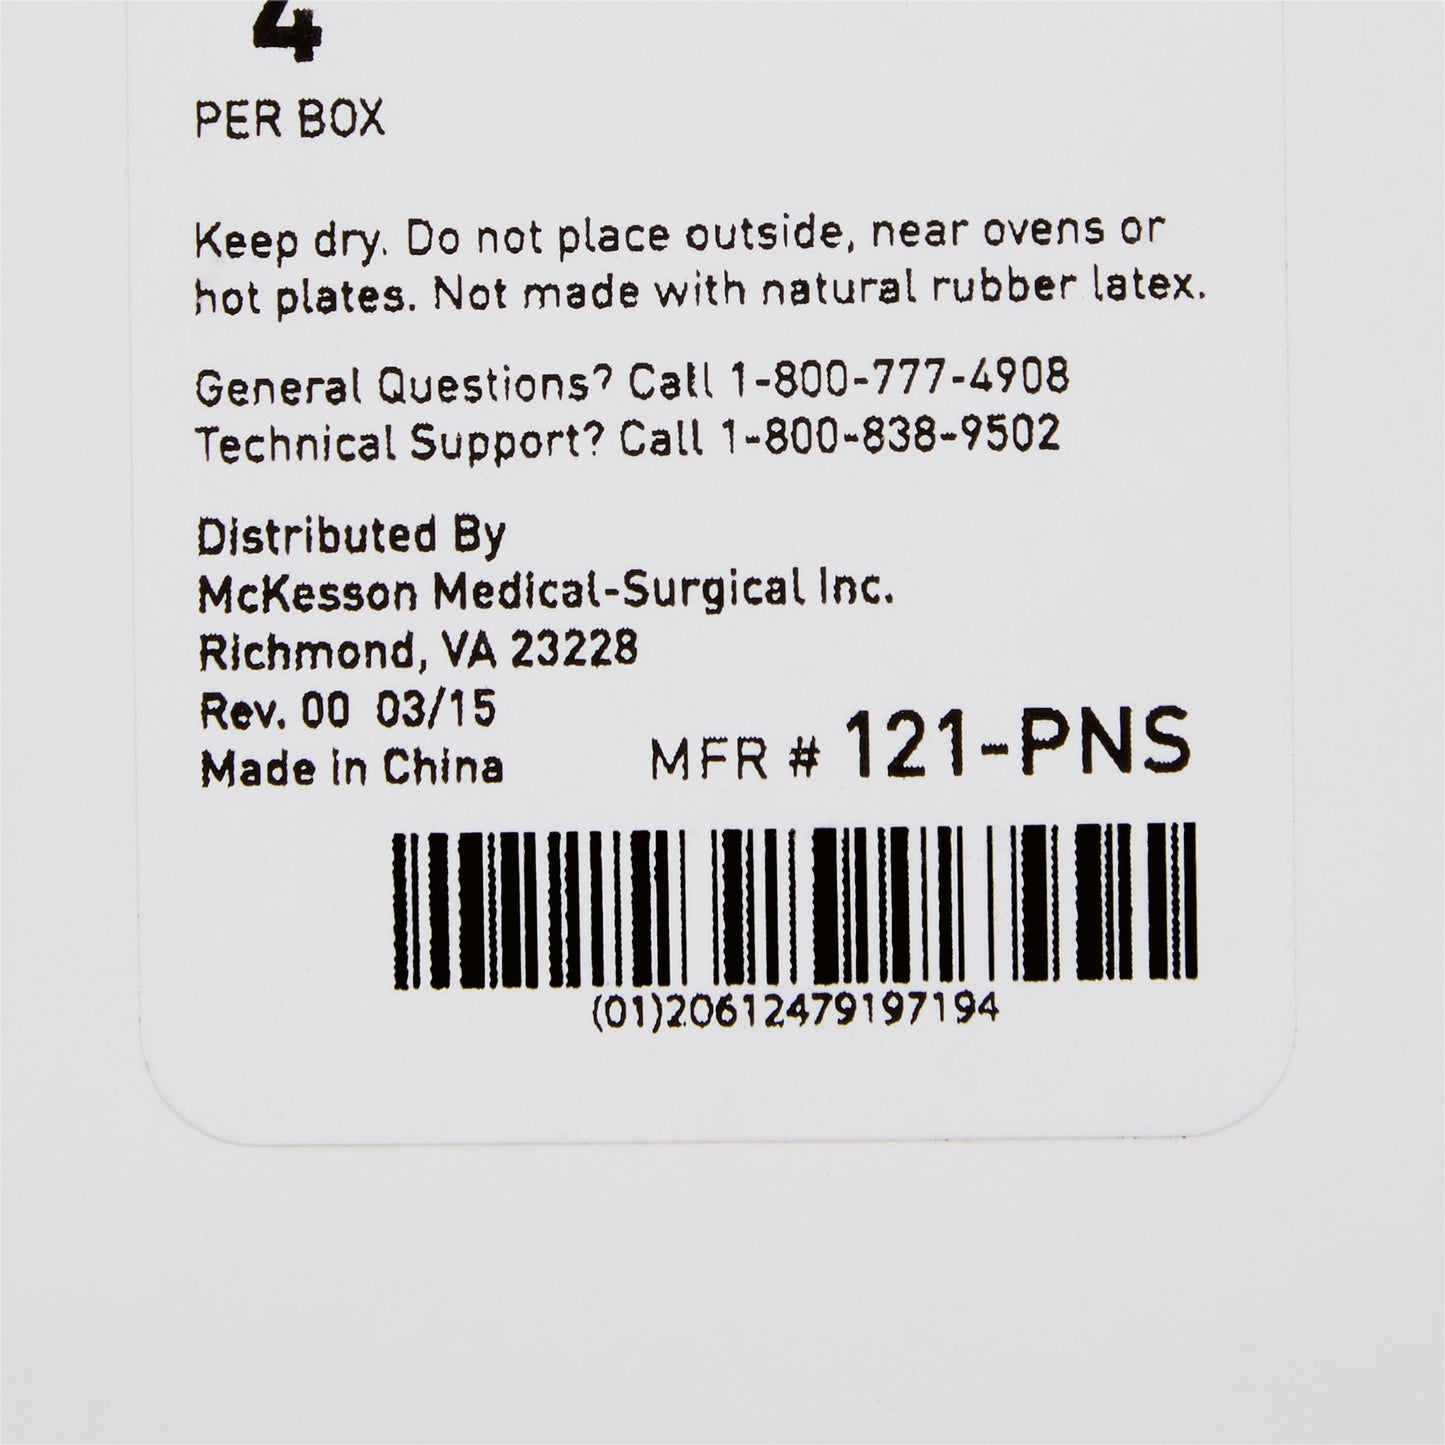 4
PER BOX
Keep dry. Do not place outside, near ovens or
hot plates. Not made with natural rubber latex.
General Questions? Call 1-800-777-4908
Technical Support? Call 1-800-838-9502
Distributed By
McKesson Medical-Surgical Inc.
Richmond, VA 23228
Rev. 00 03/15
Made in China
MFR # 121-PNS
(01)20612479197194